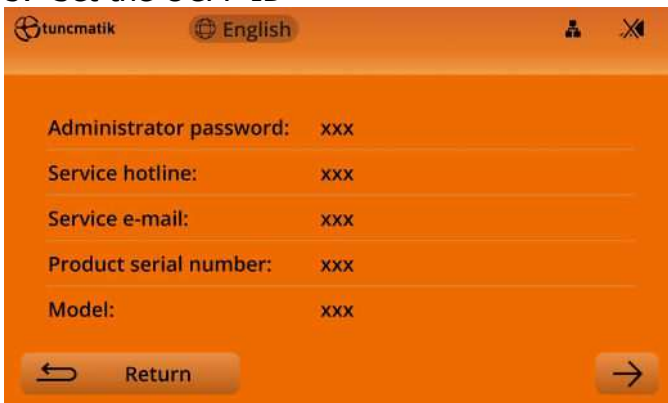 tuncmatik English
Administrator password: xxx
Service hotline: xxx
Service e-mail: xxx
Product serial number: xxx
Model: xxx
Return